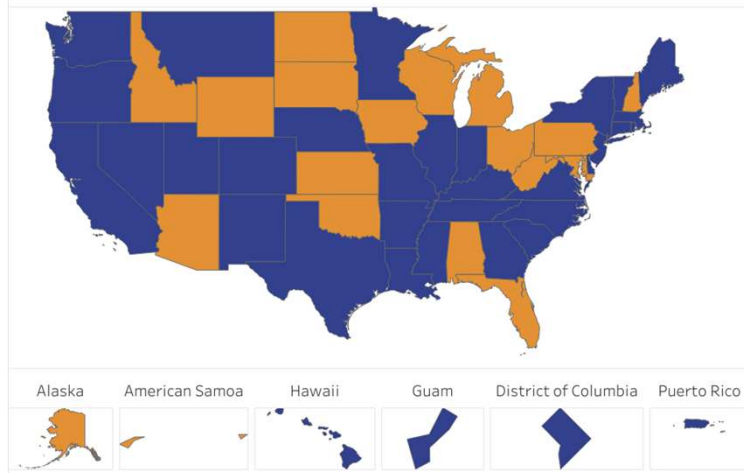 Alaska
American Samoa
Hawaii
Guam
District of Columbia
Puerto Rico